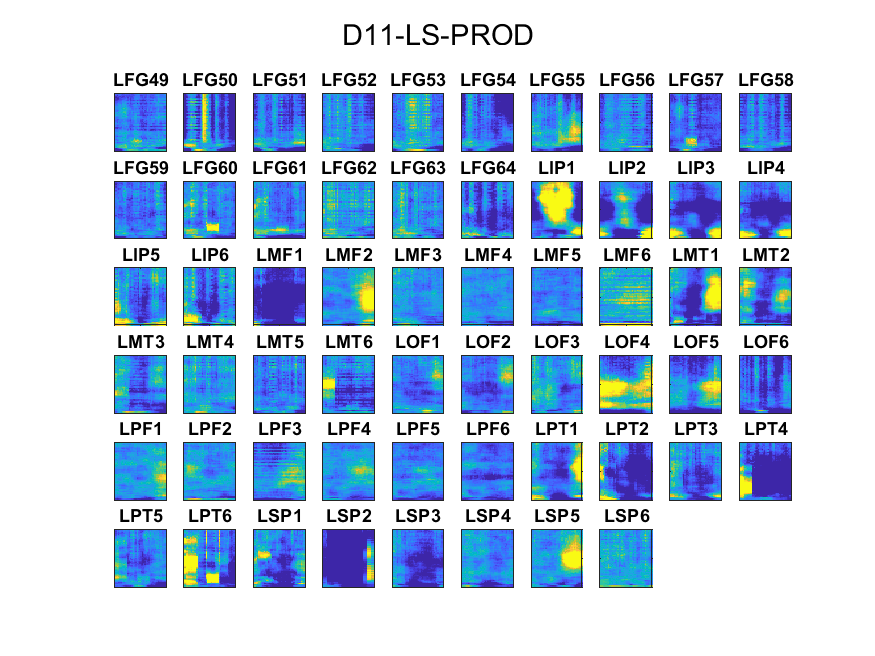 D11-LS-PROD
LFG49 LFG50 LFG51 LFG52 LFG53 LFG54 LFG55 LFG56 LFG57 LFG58
LFG59 LFG60 LFG61 LFG62 LFG63 LFG64 LIP1 LIP2 LIP3 LIP4
LIP5 LIP6 LMF1 LMF2 LMF3 LMF4 LMF5 LMF6 LMT1 LMT2
LMT3 LMT4 LMT5 LMT6 LOF1 LOF2 LOF3 LOF4 LOF5 LOF6
LPF1 LPF2 LPF3 LPF4 LPF5 LPF6 LPT1 LPT2 LPT3 LPT4
LPT5 LPT6 LSP1 LSP2 LSP3 LSP4 LSP5 LSP6